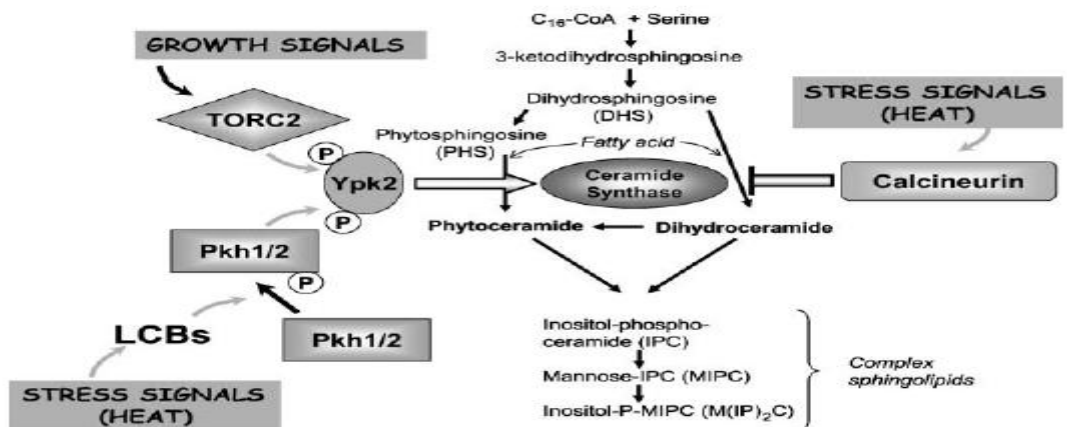 GROWTH SIGNALS
TORC2
P
Ypk2
P
Pkh1/2
P
LCBs
Pkh1/2
STRESS SIGNALS
(HEAT)
C16-CoA + Serine
3-ketodihydrosphingosine
Dihydrosphingosine
(DHS)
Phytosphingosine
(PHS)
Fatty acid
Ceramide
Synthase
Phytoceramide
Dihydroceramide
STRESS SIGNALS
(HEAT)
Calcineurin
Inositol-phospho-
ceramide (IPC)
Mannose-IPC (MIPC)
Inositol-P-MIPC (M(IP)2C)
Complex
sphingolipids